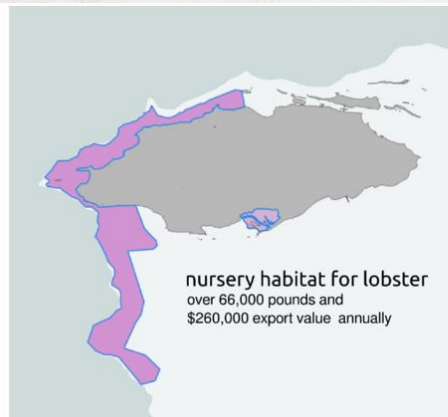 nursery habitat for lobster
over 66,000 pounds and
$260,000 export value annually